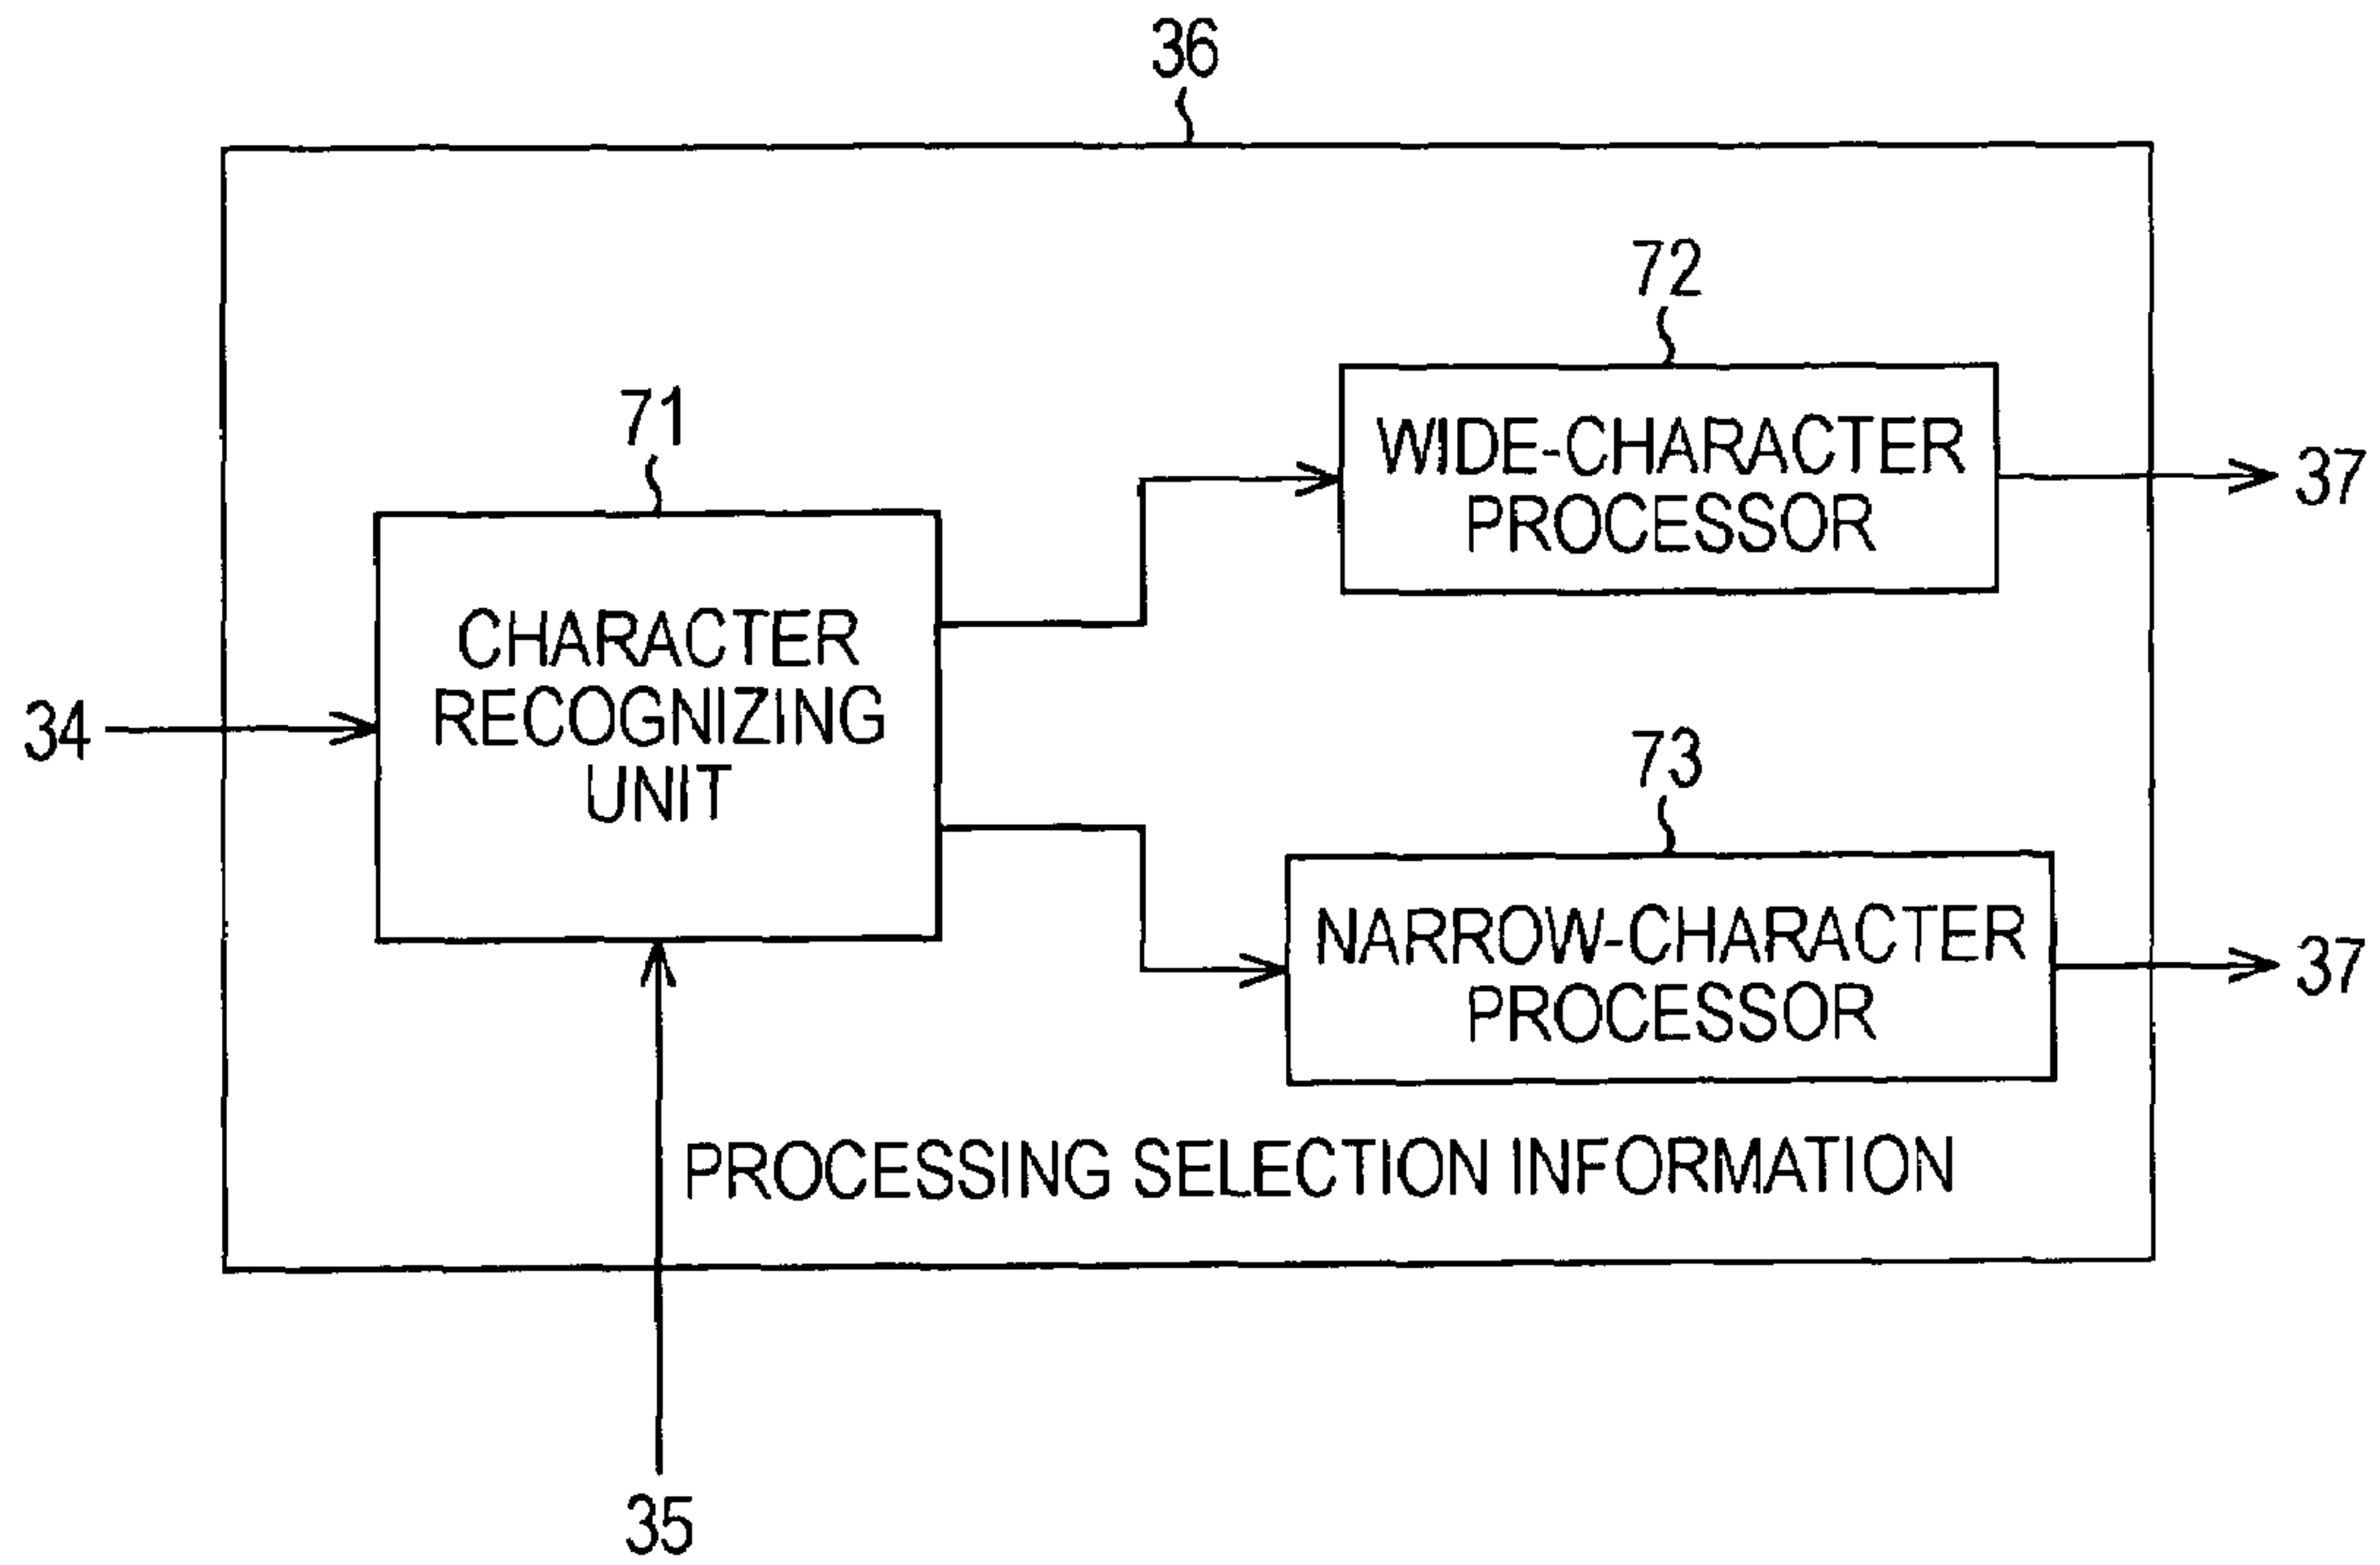 36
72
71
WIDE-CHARACTER
PROCESSOR
37
CHARACTER
RECOGNIZING
UNIT
34
73
NARROW-CHARACTER
PROCESSOR
37
PROCESSING SELECTION INFORMATION
35